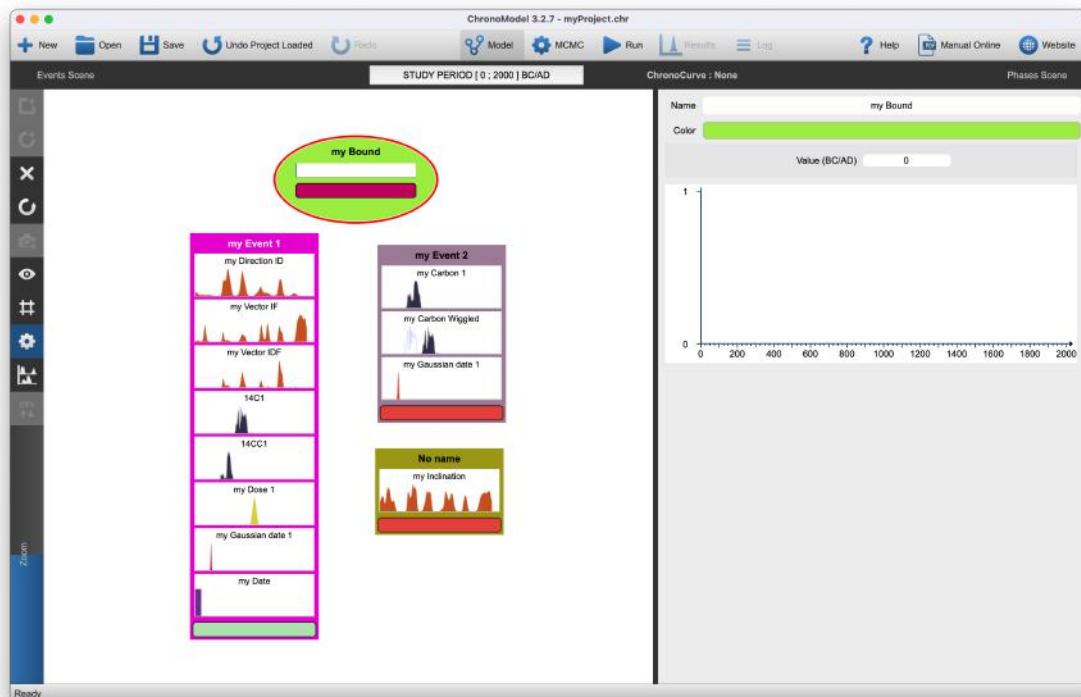 ChronoModel 3.2.7 - myProject.chr
New Open Save Undo Project Loaded Redo Model MCMC Run Results Log Help Manual Online Website
Events Scene STUDY PERIOD [ 0 ; 2000 ] BC/AD ChronoCurve : None Phases Scene
my Bound
my Event 1
my Direction ID
my Vector IF
my Vector IDF
14C1
14CC1
my Dose 1
my Gaussian date 1
my Date
my Event 2
my Carbon 1
my Carbon Wiggled
my Gaussian date 1
No name
my Inclination
Zoom
Name my Bound
Color
Value (BC/AD) 0
1
0
0 200 400 600 800 1000 1200 1400 1600 1800 2000
Ready